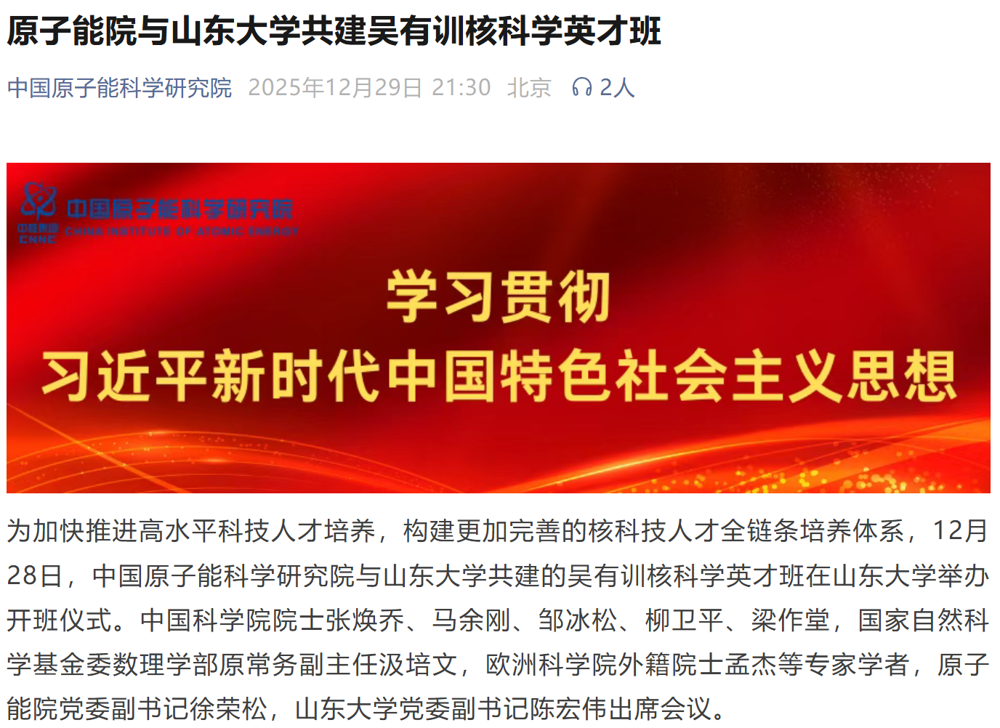 原子能院与山东大学共建吴有训核科学英才班
中国原子能科学研究院 2025年12月29日 21:30 北京 2人
中国原子能科学研究院
中核集团
CNNC
CHINA INSTITUTE OF ATOMIC ENERGY
学习贯彻
习近平新时代中国特色社会主义思想
为加快推进高水平科技人才培养，构建更加完善的核科技人才全链条培养体系，12月
28日，中国原子能科学研究院与山东大学共建的吴有训核科学英才班在山东大学举办
开班仪式。中国科学院院士张焕乔、马余刚、邹冰松、柳卫平、梁作堂，国家自然科
学基金委数理学部原常务副主任汲培文，欧洲科学院外籍院士孟杰等专家学者，原子
能院党委副书记徐荣松，山东大学党委副书记陈宏伟出席会议。